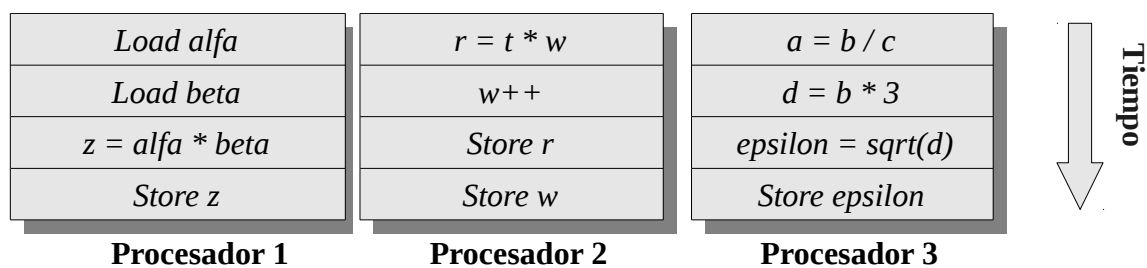 Load alfa
Load beta
z = alfa * beta
Store z
Procesador 1
r = t * w
w++
Store r
Store w
Procesador 2
a = b / c
d = b * 3
epsilon = sqrt(d)
Store epsilon
Procesador 3
Tiempo